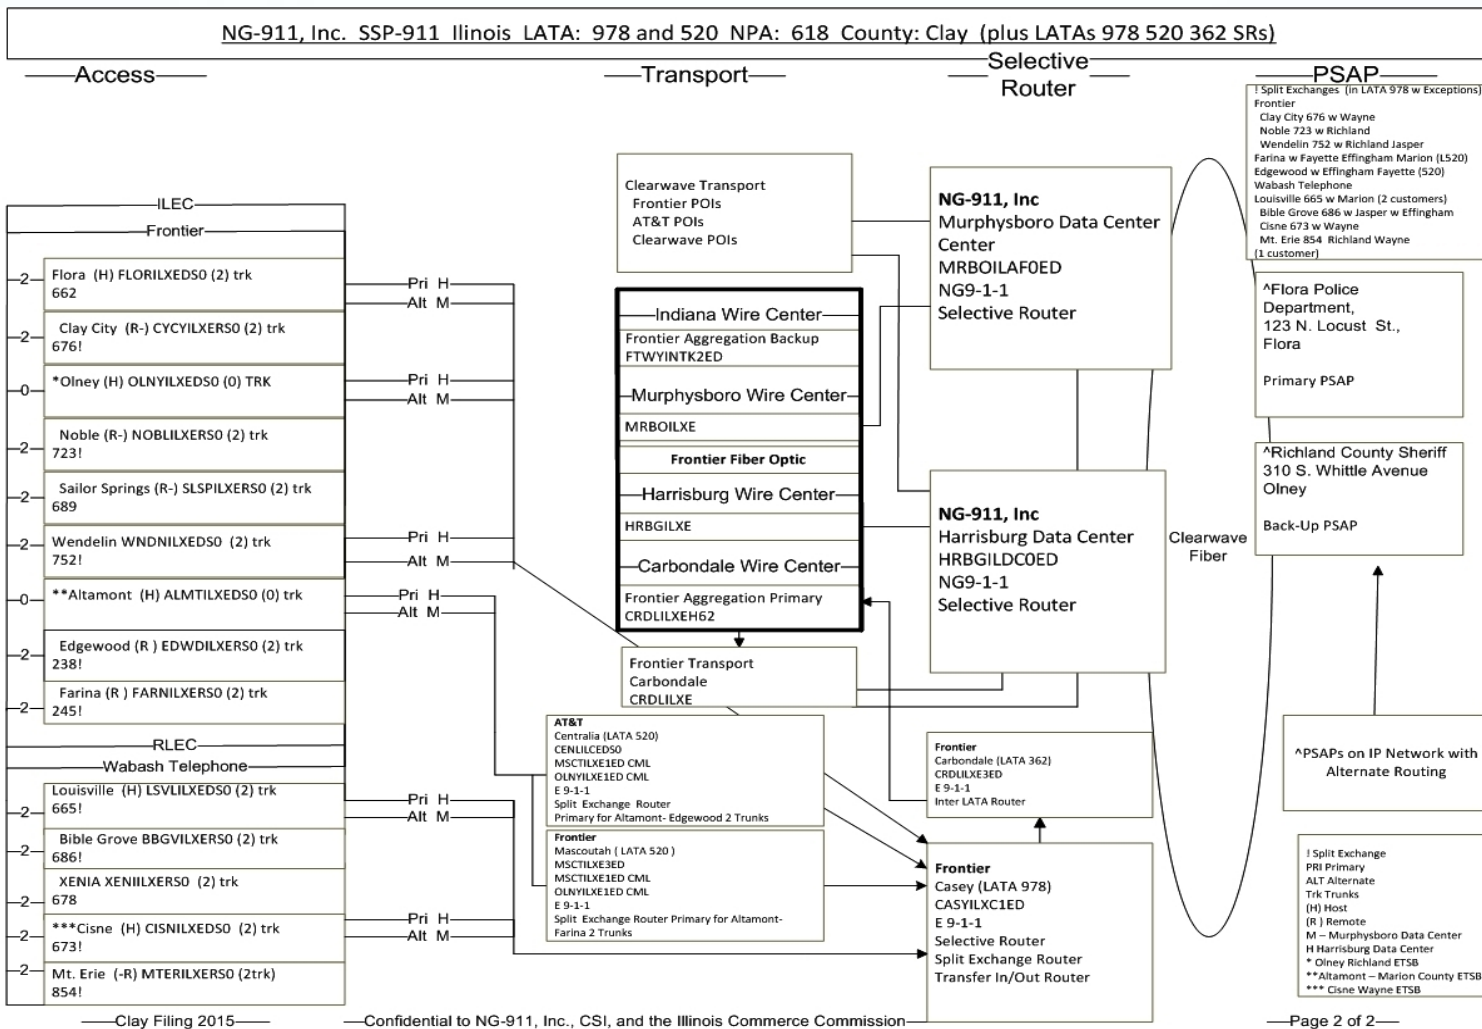 NG-911, Inc. SSP-911 Illinois LATA: 978 and 520 NPA: 618 County: Clay (plus LATAs 978 520 362 SRs)
Access
Transport
Selective
Router
PSAP
ILEC
Frontier
2
Flora (H) FLORILXEDS0 (2) trk
662
Pri H
Alt M
2
Clay City (R-) CYCYILXERS0 (2) trk
676!
0
*Olney (H) OLNYILXEDS0 (0) TRK
Pri H
Alt M
2
Noble (R-) NOBLILXERS0 (2) trk
723!
2
Sailor Springs (R-) SLSPILXERS0 (2) trk
689
2
Wendelin WNDNILXEDS0 (2) trk
752!
Pri H
Alt M
0
**Altamont (H) ALMTILXEDS0 (0) trk
Pri H
Alt M
2
Edgewood (R ) EDWDILXERS0 (2) trk
238!
2
Farina (R ) FARNILXERS0 (2) trk
245!
RLEC
Wabash Telephone
2
Louisville (H) LSVLILXEDS0 (2) trk
665!
Pri H
Alt M
2
Bible Grove BBGVILXERS0 (2) trk
686!
2
XENIA XENIILXERS0 (2) trk
678
2
***Cisne (H) CISNILXEDS0 (2) trk
673!
Pri H
Alt M
2
Mt. Erie (-R) MTERILXERS0 (2trk)
854!
Clearwave Transport
Frontier POIs
AT&T POIs
Clearwave POIs
Indiana Wire Center
Frontier Aggregation Backup
FTWYINTK2ED
Murphysboro Wire Center
MRBOILXE
Frontier Fiber Optic
Harrisburg Wire Center
HRBGILXE
Carbondale Wire Center
Frontier Aggregation Primary
CRDLILXEH62
Frontier Transport
Carbondale
CRDLILXE
AT&T
Centralia (LATA 520)
CENLILCEDS0
MSCTILXE1ED CML
OLNYILXE1ED CML
E 9-1-1
Split Exchange Router
Primary for Altamont- Edgewood 2 Trunks
Frontier
Mascoutah ( LATA 520 )
MSCTILXE3ED
MSCTILXE1ED CML
OLNYILXE1ED CML
E 9-1-1
Split Exchange Router Primary for Altamont-
Farina 2 Trunks
NG-911, Inc
Murphysboro Data Center
Center
MRBOILAF0ED
NG9-1-1
Selective Router
NG-911, Inc
Harrisburg Data Center
HRBGILDC0ED
NG9-1-1
Selective Router
Frontier
Carbondale (LATA 362)
CRDLILXE3ED
E 9-1-1
Inter LATA Router
Frontier
Casey (LATA 978)
CASYILXC1ED
E 9-1-1
Selective Router
Split Exchange Router
Transfer In/Out Router
Clearwave
Fiber
! Split Exchanges (in LATA 978 w Exceptions)
Frontier
Clay City 676 w Wayne
Noble 723 w Richland
Wendelin 752 w Richland Jasper
Farina w Fayette Effingham Marion (L520)
Edgewood w Effingham Fayette (520)
Wabash Telephone
Louisville 665 w Marion (2 customers)
Bible Grove 686 w Jasper w Effingham
Cisne 673 w Wayne
Mt. Erie 854 Richland Wayne
(1 customer)
^Flora Police
Department,
123 N. Locust St.,
Flora
Primary PSAP
^Richland County Sheriff
310 S. Whittle Avenue
Olney
Back-Up PSAP
^PSAPs on IP Network with
Alternate Routing
! Split Exchange
PRI Primary
ALT Alternate
Trk Trunks
(H) Host
(R ) Remote
M – Murphysboro Data Center
H Harrisburg Data Center
* Olney Richland ETSB
**Altamont – Marion County ETSB
*** Cisne Wayne ETSB
Clay Filing 2015
Confidential to NG-911, Inc., CSI, and the Illinois Commerce Commission
Page 2 of 2